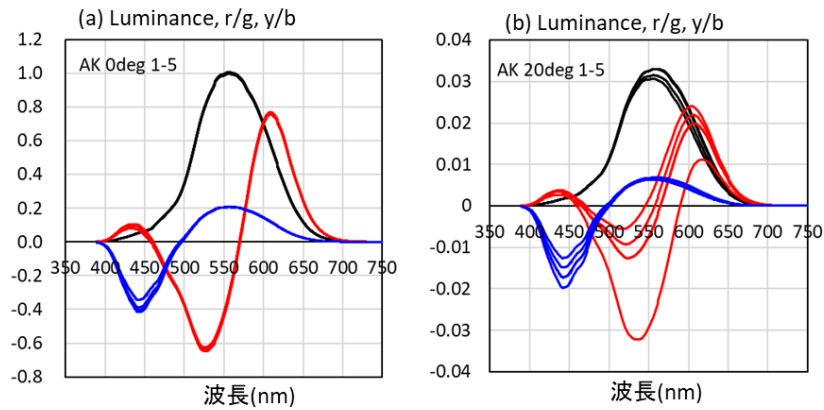 (a) Luminance, r/g, y/b
1.2
1.0
0.8
0.6
0.4
0.2
0.0
-0.2
-0.4
-0.6
-0.8
AK 0deg 1-5
350 400 450 500 550 600 650 700 750
波長(nm)
(b) Luminance, r/g, y/b
0.04
0.03
0.02
0.01
0
-0.01
-0.02
-0.03
-0.04
AK 20deg 1-5
350 400 450 500 550 600 650 700 750
波長(nm)